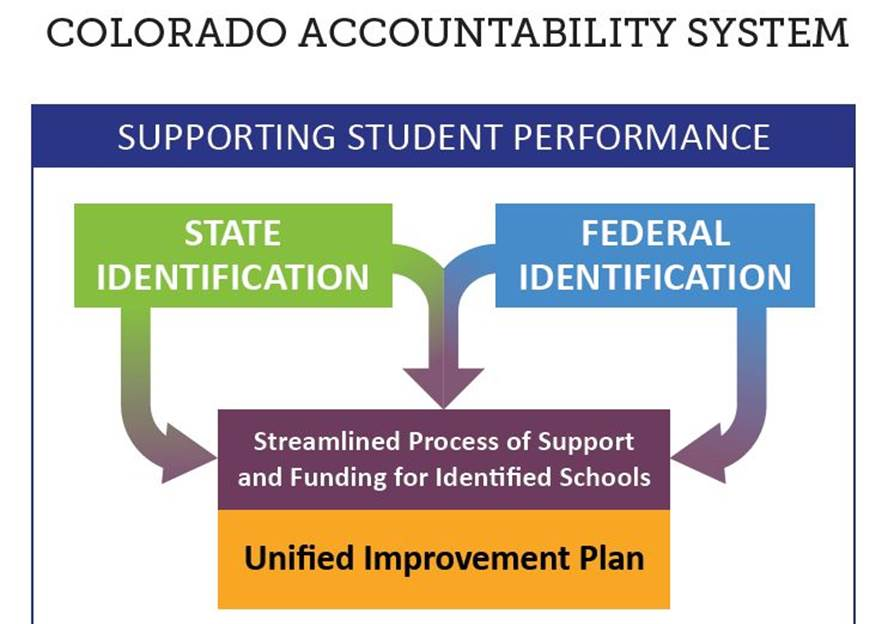 COLORADO ACCOUNTABILITY SYSTEM
SUPPORTING STUDENT PERFORMANCE
STATE
IDENTIFICATION
FEDERAL
IDENTIFICATION
Streamlined Process of Support
and Funding for Identified Schools
Unified Improvement Plan